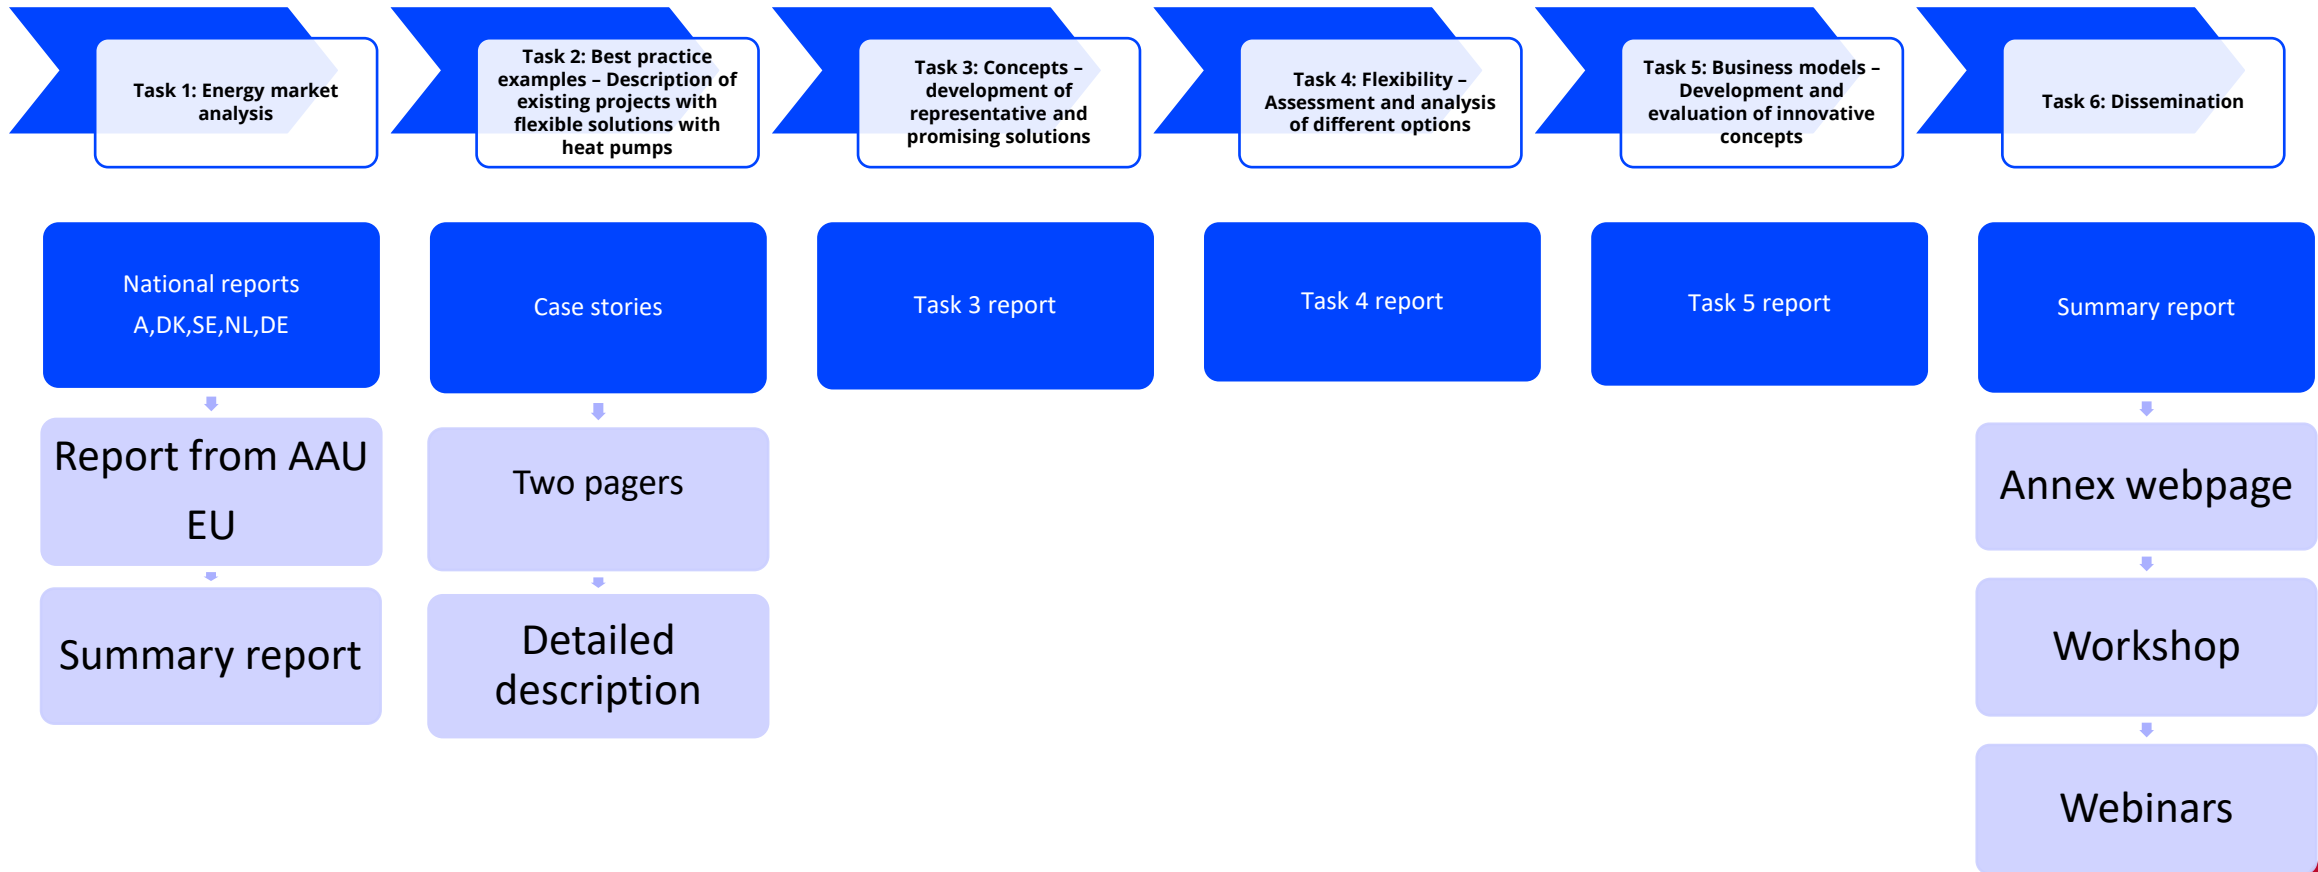 Task 1: Energy market
analysis
Task 2: Best practice
examples – Description of
existing projects with
flexible solutions with
heat pumps
Task 3: Concepts –
development of
representative and
promising solutions
Task 4: Flexibility –
Assessment and analysis
of different options
Task 5: Business models –
Development and
evaluation of innovative
concepts
Task 6: Dissemination
National reports
A,DK,SE,NL,DE
Report from AAU
EU
Summary report
Case stories
Two pagers
Detailed
description
Task 3 report
Task 4 report
Task 5 report
Summary report
Annex webpage
Workshop
Webinars